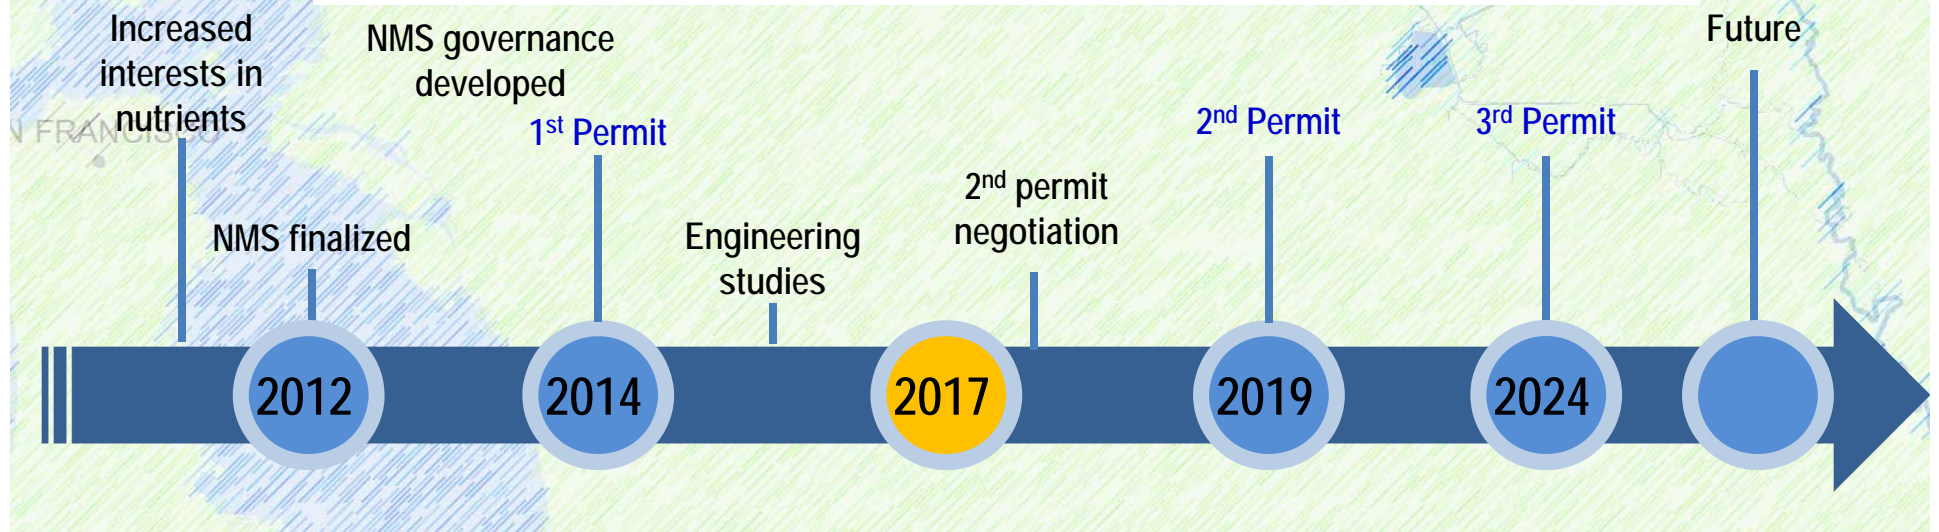 Increased
interests in
nutrients
NMS governance
developed
1st Permit
Future
2nd Permit
3rd Permit
2nd permit
negotiation
NMS finalized
Engineering
studies
N FRANCISCO
2012
2014
2017
2019
2024